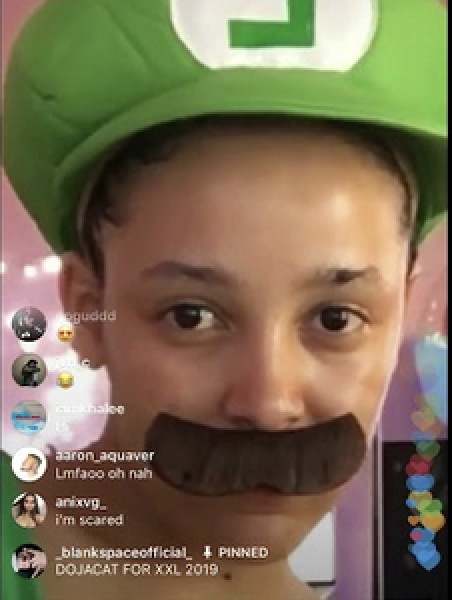 L
aaron_aquaver
Lmfaoo oh nah
anixvg_
i'm scared
_blankspaceofficial_ PINNED
DOJACAT FOR XXL 2019